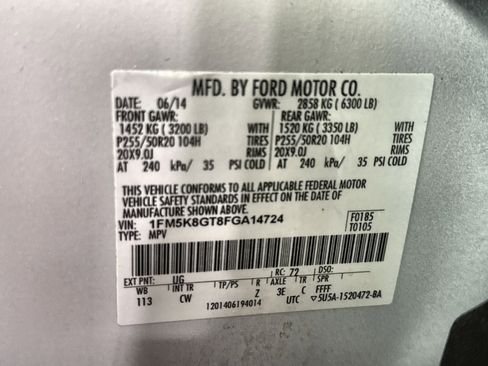 MFD. BY FORD MOTOR CO.
DATE: 06/14 GVWR: 2858 KG ( 6300 LB)
FRONT GAWR: REAR GAWR:
1452 KG ( 3200 LB) WITH 1520 KG ( 3350 LB) WITH
P255/50R20 104H TIRES P255/50R20 104H TIRES
20X9.0J RIMS 20X9.0J RIMS
AT 240 kPa/ 35 PSI COLD AT 240 kPa/ 35 PSI COLD
THIS VEHICLE CONFORMS TO ALL APPLICABLE FEDERAL MOTOR
VEHICLE SAFETY STANDARDS IN EFFECT ON THE DATE OF
MANUFACTURE SHOWN ABOVE.
VIN: 1FM5K8GT8FGA14724 F0185
TYPE: MPV T0105
EXT PNT: UG RC: 72 DSO:
WB INT TR TP/PS R AXLE TR SPR
113 CW Z 3E C FFFF
1201406194014 UTC ▽5U5A-1520472-BA